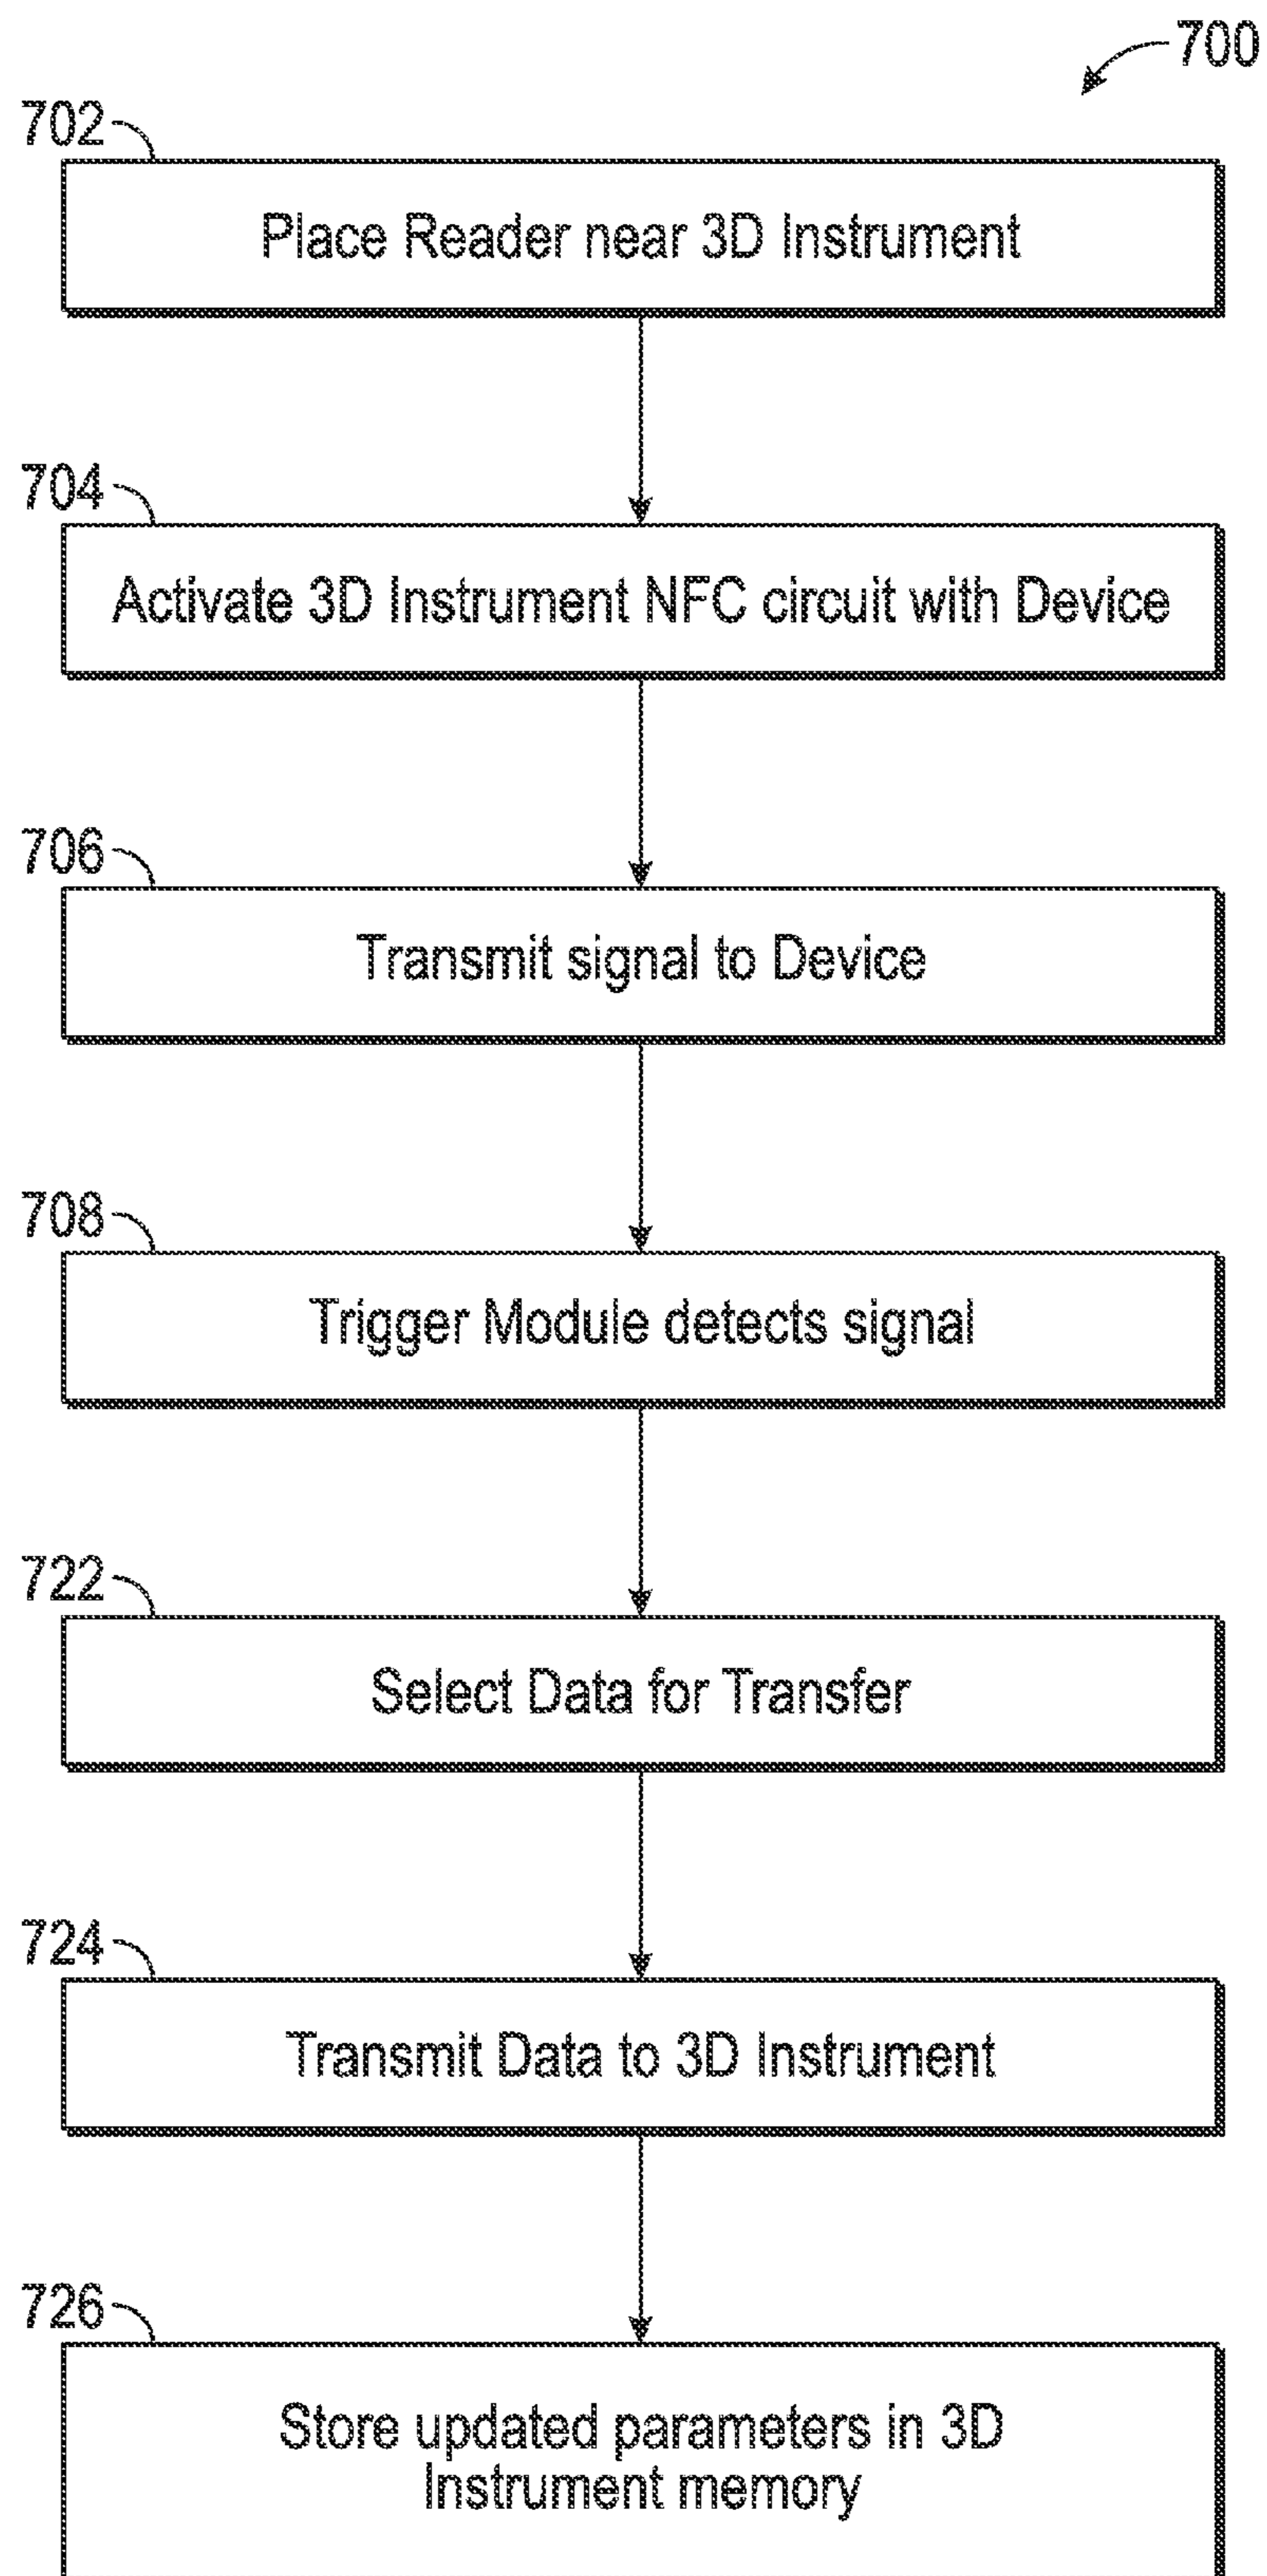 700
702
Place Reader near 3D Instrument
704
Activate 3D Instrument NFC circuit with Device
706
Transmit signal to Device
708
Trigger Module detects signal
722
Select Data for Transfer
724
Transmit Data to 3D Instrument
726
Store updated parameters in 3D
Instrument memory